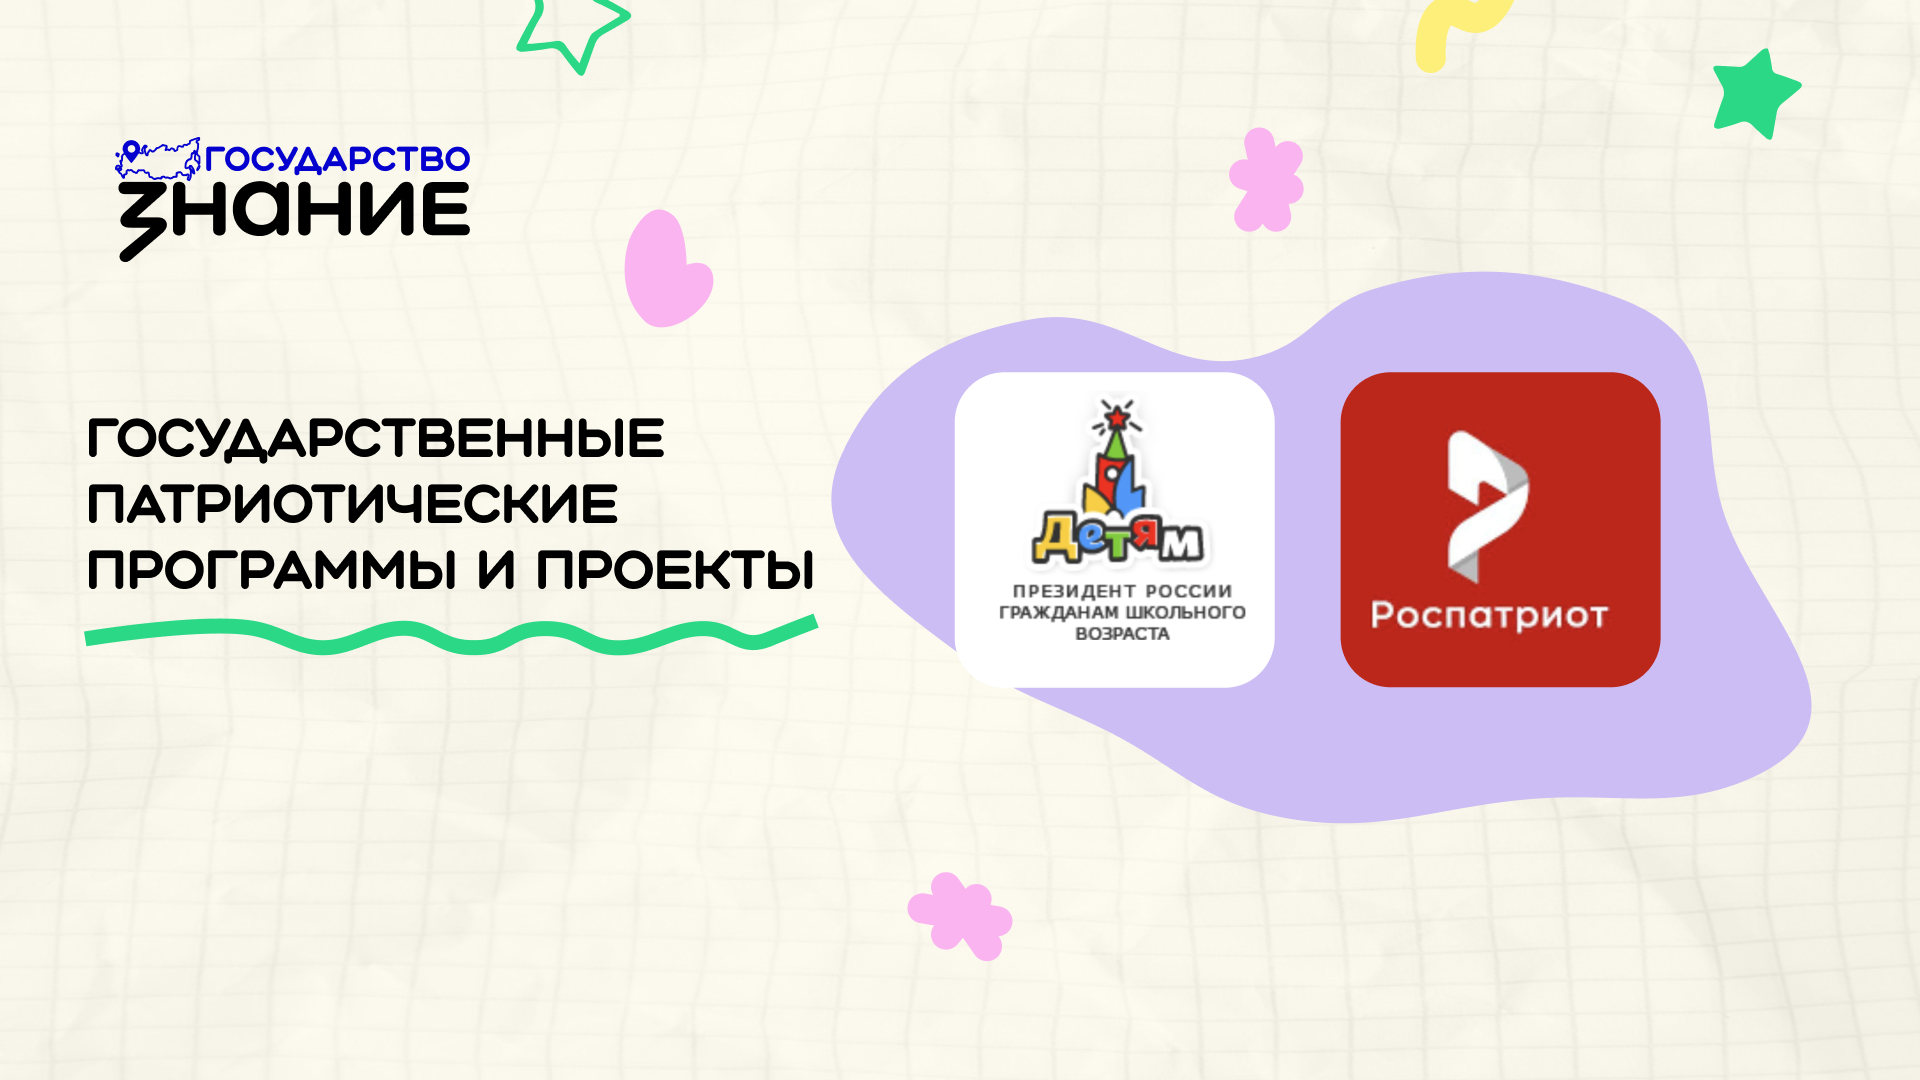 ГОСУДАРСТВО
ЗНАНИЕ
ГОСУДАРСТВЕННЫЕ
ПАТРИОТИЧЕСКИЕ
ПРОГРАММЫ И ПРОЕКТЫ
Детям
ПРЕЗИДЕНТ РОССИИ
ГРАЖДАНАМ ШКОЛЬНОГО
ВОЗРАСТА
Роспатриот